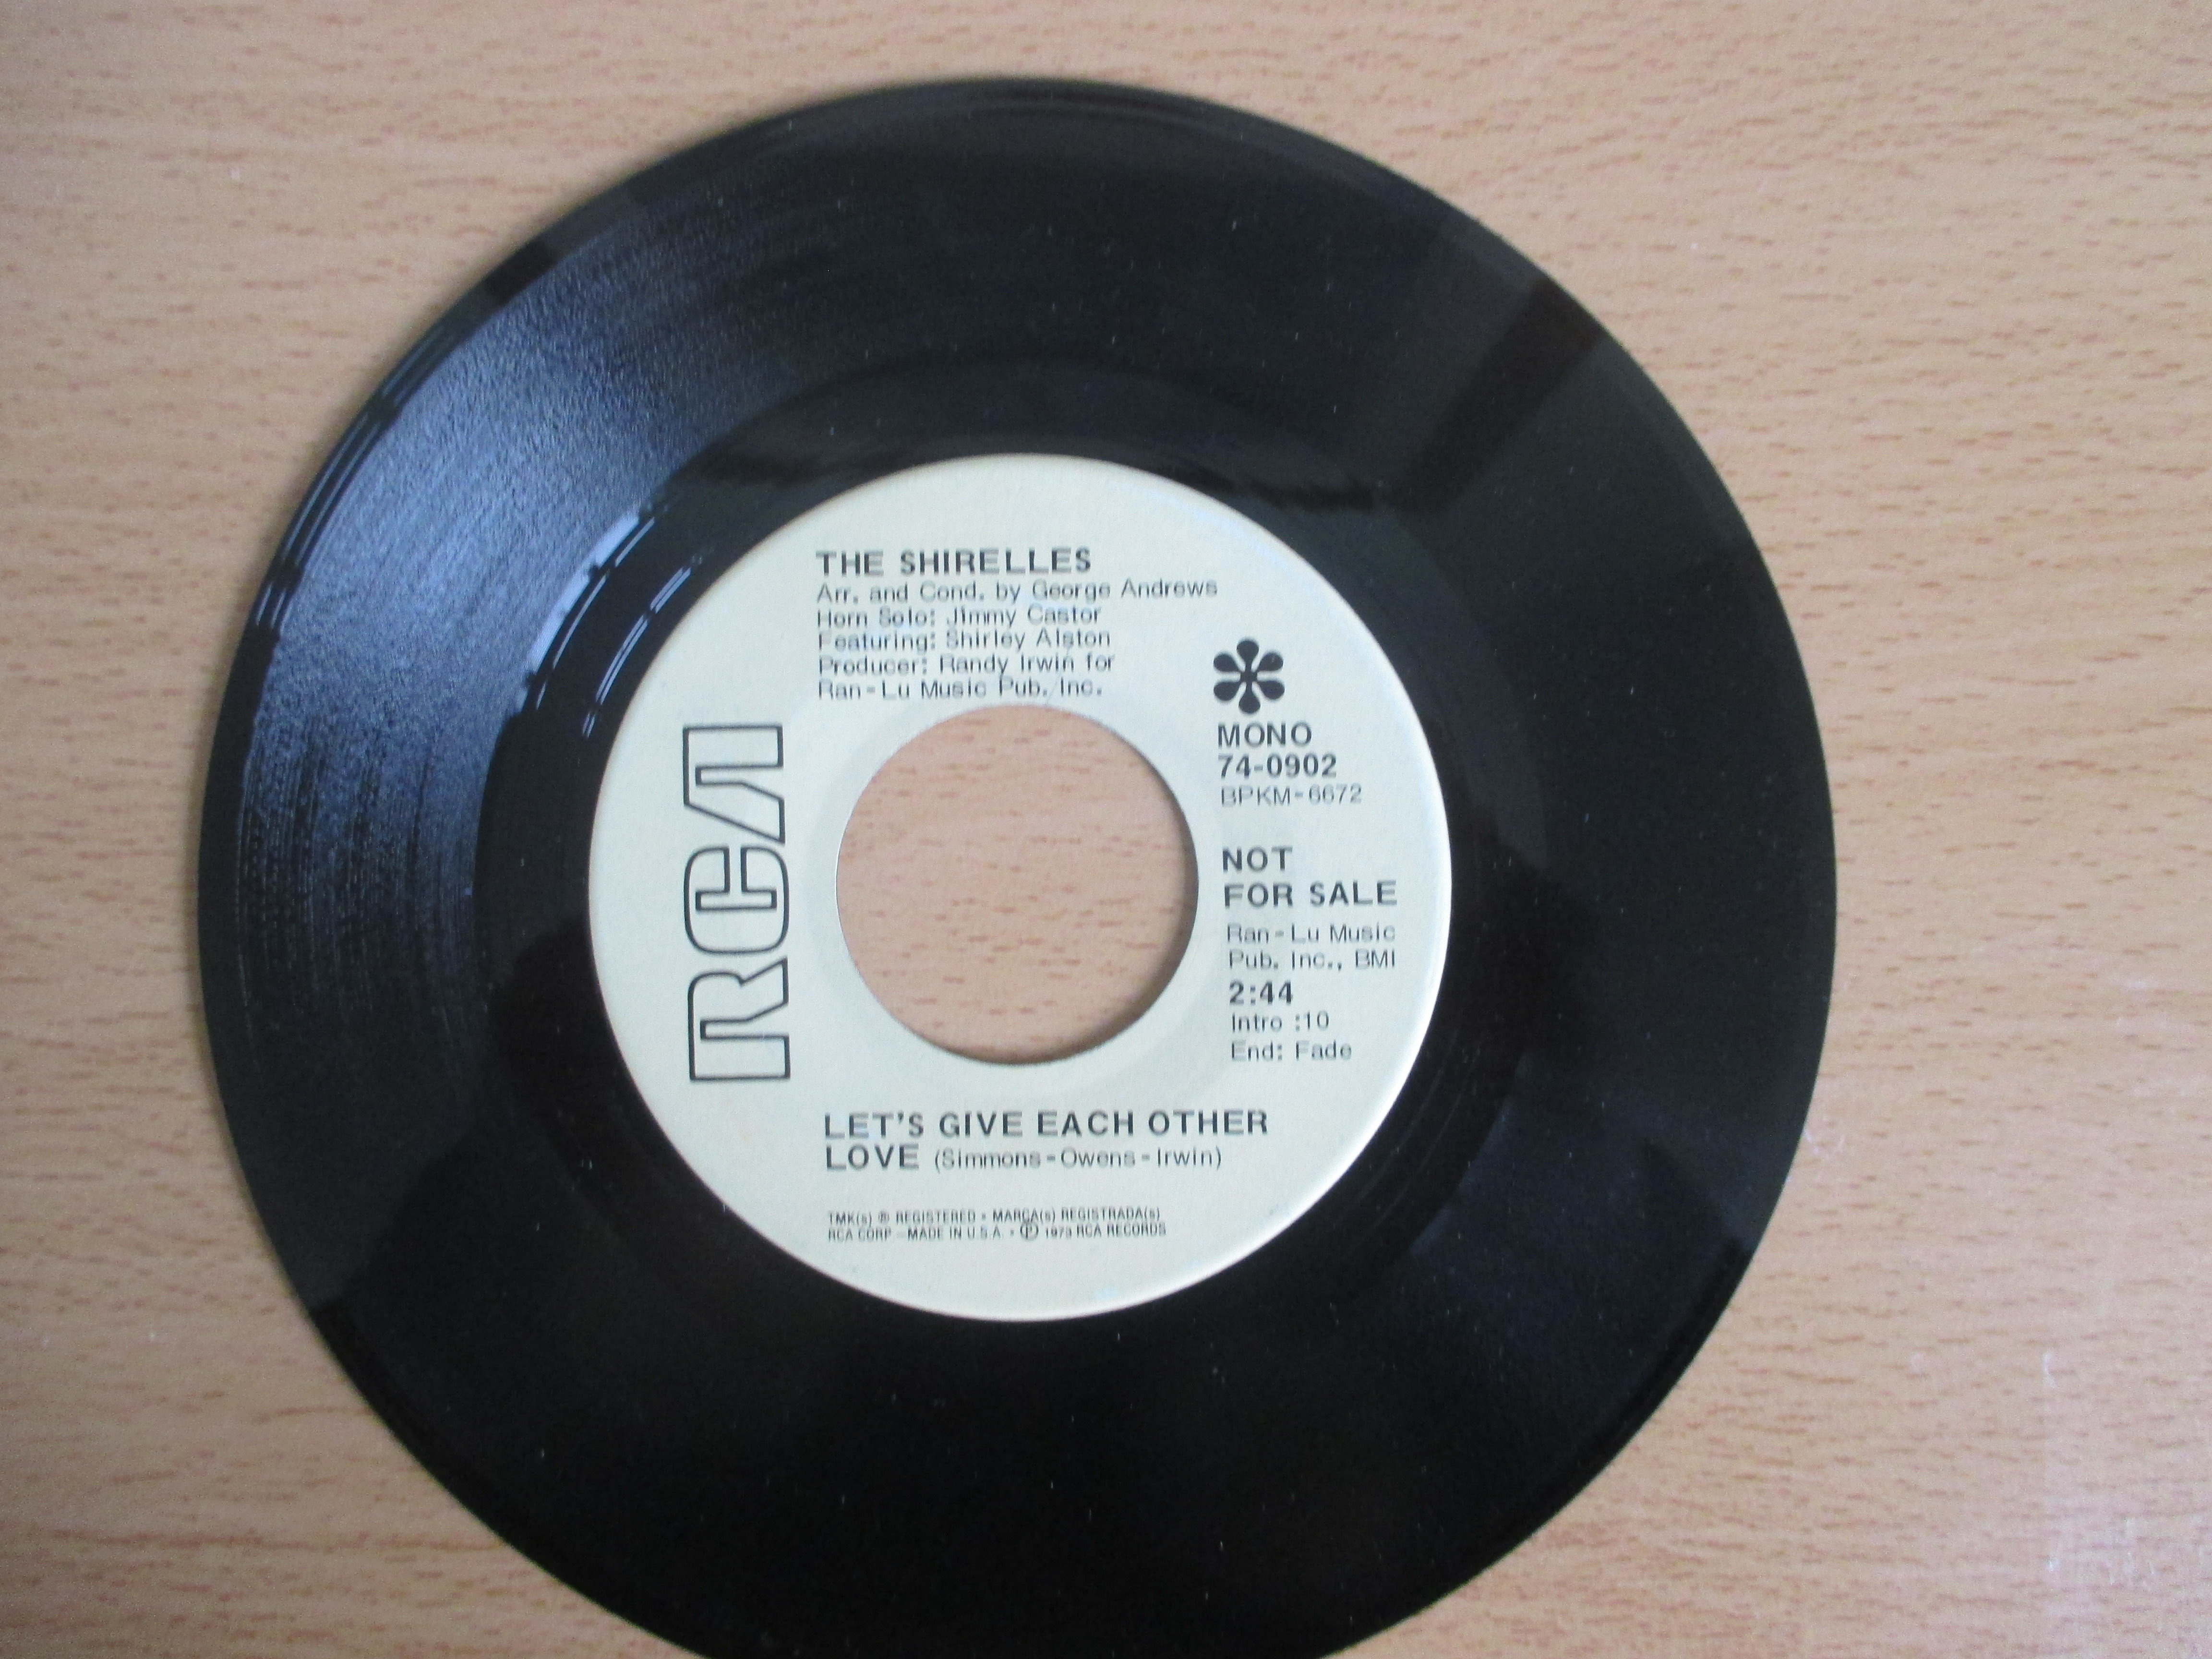 THE SHIRELLES
Arr. and Cond. by George Andrews
Horn Solo: Jimmy Castor
Featuring: Shirley Alston
Producer: Randy Irwin for
Ran-Lu Music Pub. Inc.
RCA
MONO
74-0902
BPKM-6672
NOT
FOR SALE
Ran-Lu Music
Pub. Inc., BMI
2:44
Intro :10
End: Fade
LET'S GIVE EACH OTHER
LOVE (Simmons-Owens-Irwin)
TMK(s) ® REGISTERED • MARCA(s) REGISTRADA(s)
RCA CORP —MADE IN U.S.A. • ℗ 1973 RCA RECORDS